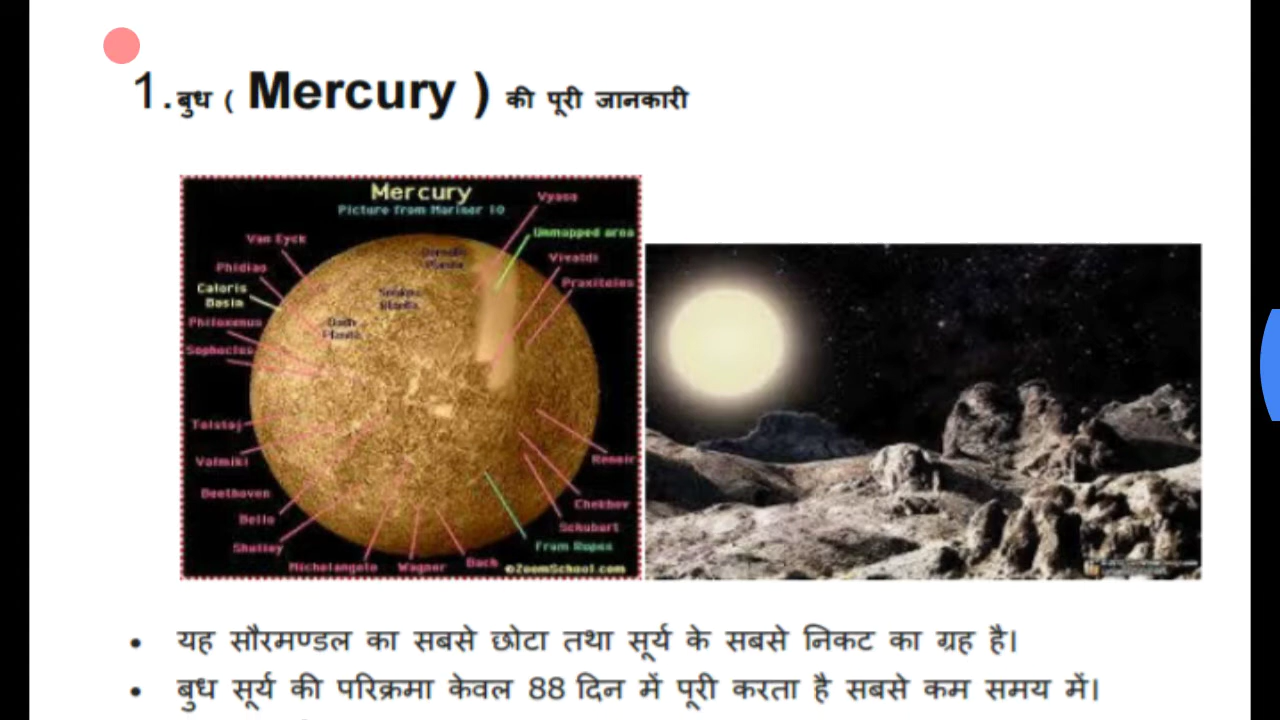 1. बुध ( Mercury ) की पूरी जानकारी
Mercury
Picture from Mariner 10
Vyasa
Unmapped area
Van Eyck
Vivaldi
Phidias
Praxiteles
Caloris
Basin
Philoxenus
Sophocles
Tolstoj
Valmiki
Renoir
Beethoven
Chekhov
Bello
Schubert
Shelley
From Rupes
Michelangelo
Wagner
Bach
©ZoomSchool.com
• यह सौरमण्डल का सबसे छोटा तथा सूर्य के सबसे निकट का ग्रह है।
• बुध सूर्य की परिक्रमा केवल 88 दिन में पूरी करता है सबसे कम समय में।